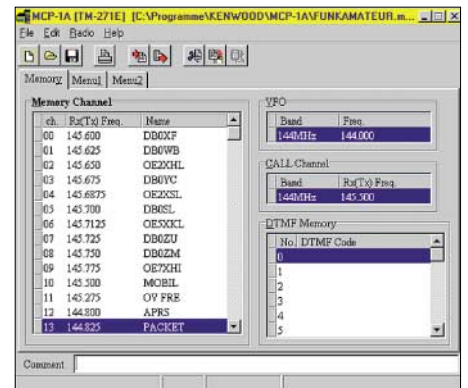 MCP-1A [TM-271E] [C:\Programme\KENWOOD\MCP-1A\FUNKAMATEUR.m...
File Edit Radio Help
Memory Menu1 Menu2
Memory Channel
ch. Rx(Tx) Freq. Name
00 145.600 DB0XF
01 145.625 DB0WB
02 145.650 OE2XHL
03 145.675 DB0YC
04 145.6875 OE2XSL
05 145.700 DB0SL
06 145.7125 OE5XKL
07 145.725 DB0ZU
08 145.750 DB0ZM
09 145.775 OE7XHI
10 145.500 MOBIL
11 145.275 OV FRE
12 144.800 APRS
13 144.825 PACKET
VFO
Band Freq.
144MHz 144.000
CALL Channel
Band Rx(Tx) Freq.
144MHz 145.500
DTMF Memory
No. DTMF Code
0
1
2
3
4
5
Comment